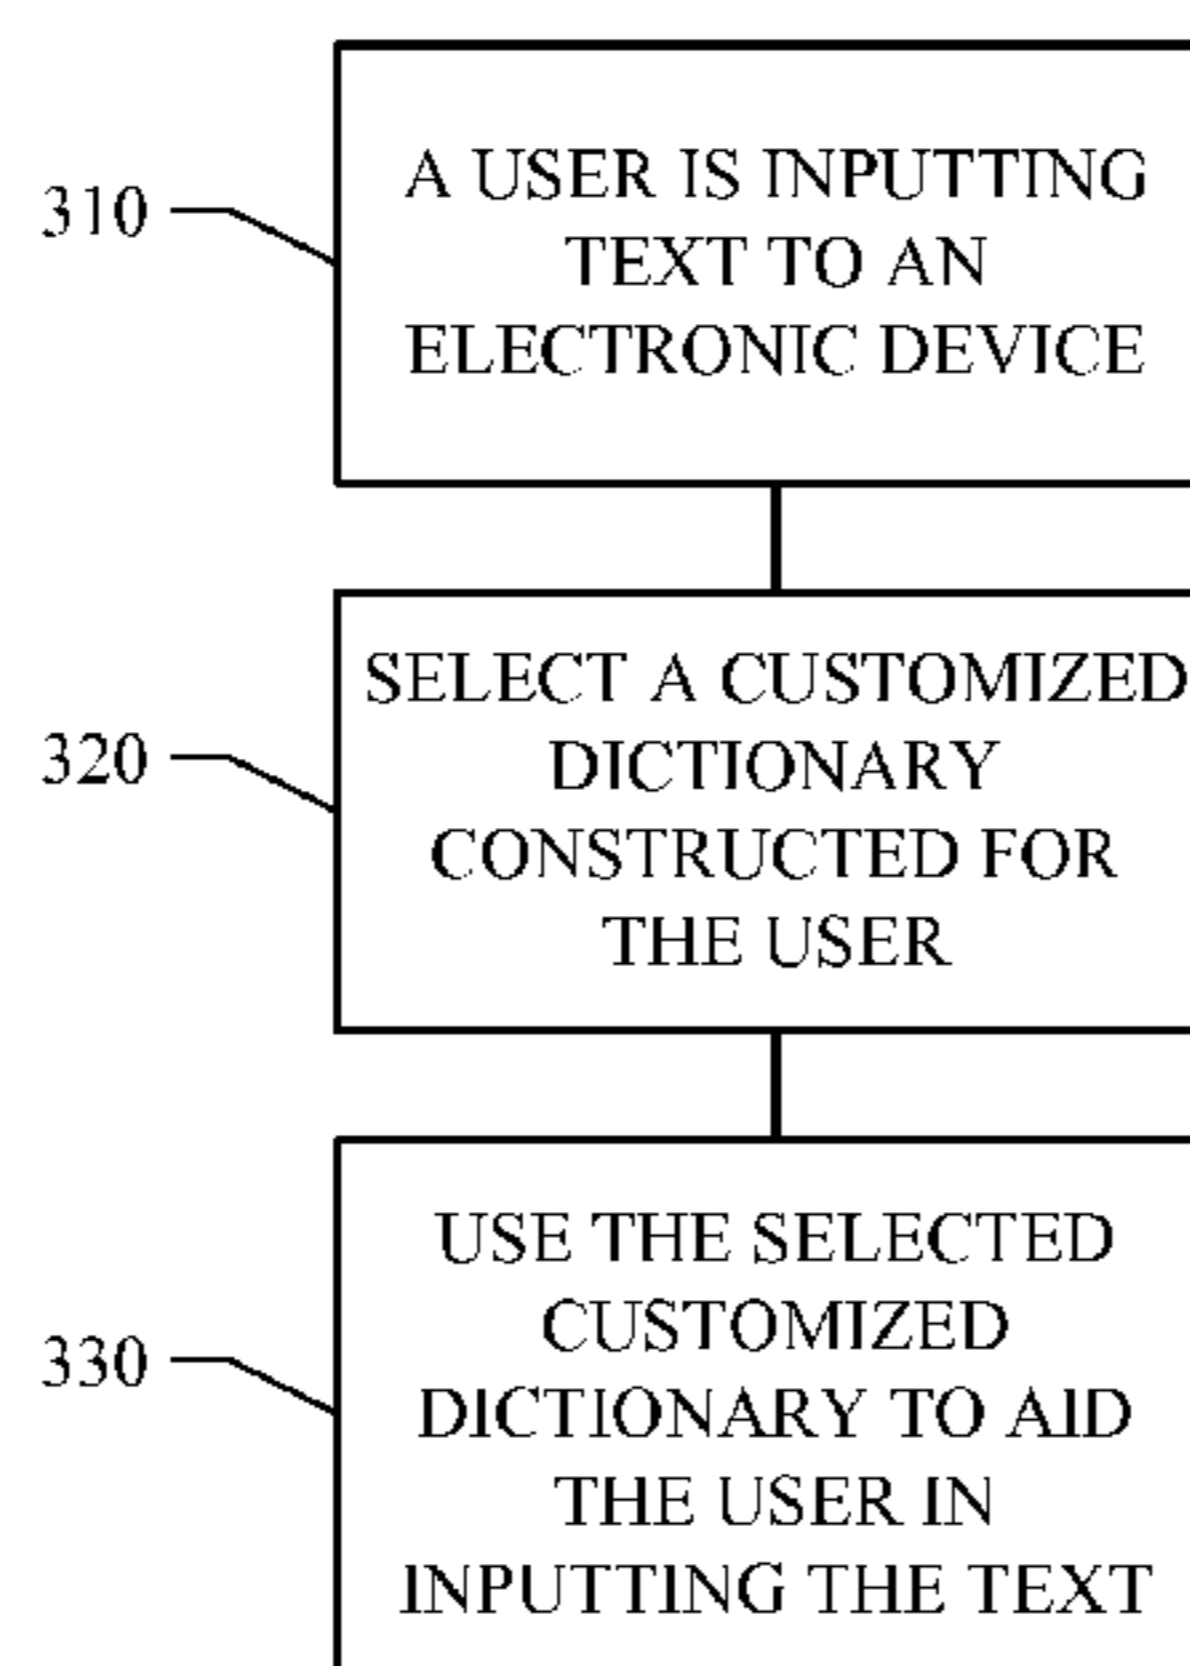 310
A USER IS INPUTTING
TEXT TO AN
ELECTRONIC DEVICE
320
SELECT A CUSTOMIZED
DICTIONARY
CONSTRUCTED FOR
THE USER
330
USE THE SELECTED
CUSTOMIZED
DICTIONARY TO AID
THE USER IN
INPUTTING THE TEXT